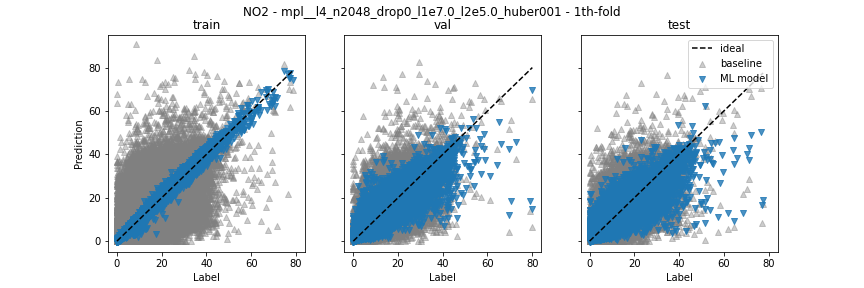 NO2 - mpl__l4_n2048_drop0_l1e7.0_l2e5.0_huber001 - 1th-fold
train
val
test
ideal
baseline
ML model
Prediction
80
60
40
20
0
0
20
40
60
80
0
20
40
60
80
0
20
40
60
80
Label
Label
Label